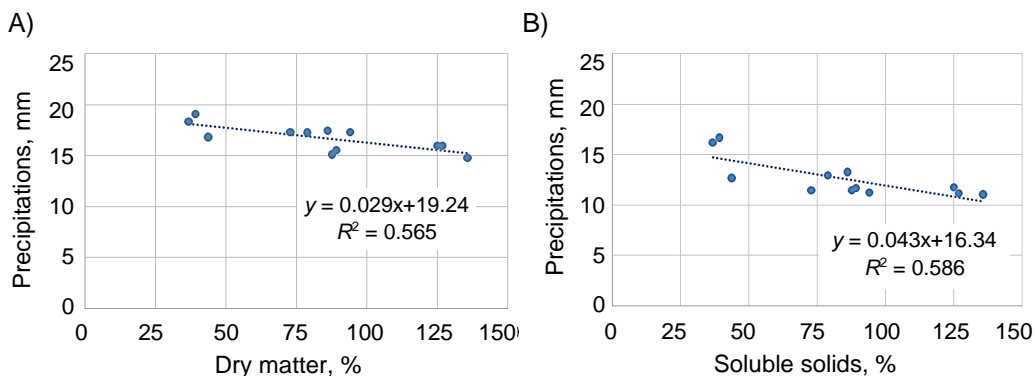 A)
Precipitations, mm
25
20
15
10
5
0
0 25 50 75 100 125 150
y = 0.029x+19.24
R² = 0.565
Dry matter, %
B)
Precipitations, mm
25
20
15
10
5
0
0 25 50 75 100 125 150
y = 0.043x+16.34
R² = 0.586
Soluble solids, %